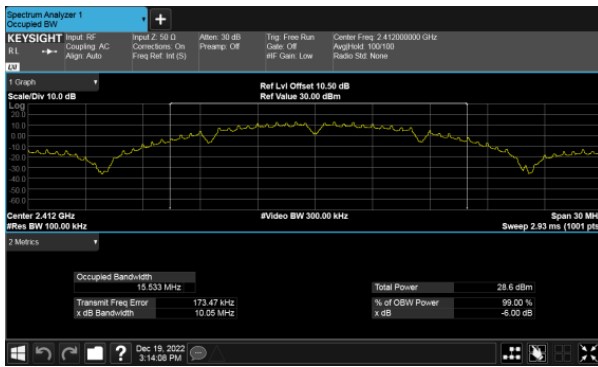 Spectrum Analyzer 1
Occupied BW
KEYSIGHT Input: RF Input Z: 50 Ω Atten: 30 dB Trig: Free Run Center Freq: 2.412000000 GHz
RL Coupling: AC Corrections: On Preamp: Off Gate: Off Avg|Hold: 100/100
Align: Auto Freq Ref: Int (S) #IF Gain: Low Radio Std: None
LXI
1 Graph
Ref Lvl Offset 10.50 dB
Scale/Div 10.0 dB Ref Value 30.00 dBm
Log
20.0
10.0
0.00
-10.0
-20.0
-30.0
-40.0
-50.0
-60.0
Center 2.412 GHz #Video BW 300.00 kHz Span 30 MH
#Res BW 100.00 kHz Sweep 2.93 ms (1001 pts
2 Metrics
Occupied Bandwidth
15.533 MHz Total Power 28.6 dBm
Transmit Freq Error 173.47 kHz % of OBW Power 99.00 %
x dB Bandwidth 10.05 MHz x dB -6.00 dB
? Dec 19, 2022
3:14:08 PM